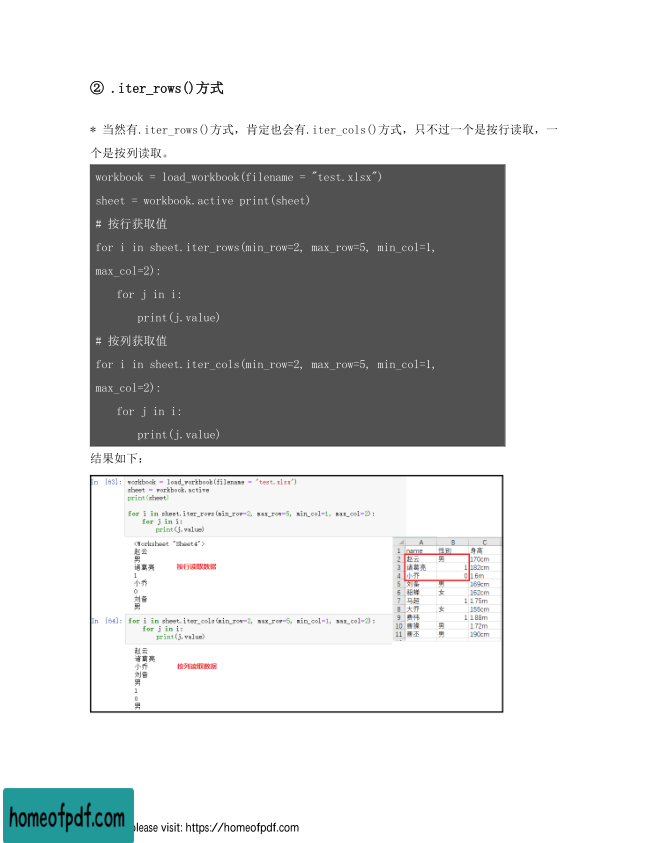 ② .iter_rows()方式
* 当然有.iter_rows()方式，肯定也会有.iter_cols()方式，只不过一个是按行读取，一
个是按列读取。
workbook = load_workbook(filename = "test.xlsx")
sheet = workbook.active print(sheet)
# 按行获取值
for i in sheet.iter_rows(min_row=2, max_row=5, min_col=1,
max_col=2):
for j in i:
print(j.value)
# 按列获取值
for i in sheet.iter_cols(min_row=2, max_row=5, min_col=1,
max_col=2):
for j in i:
print(j.value)
结果如下：
In [63]: workbook = load_workbook(filename = "test.xlsx")
sheet = workbook.active
print(sheet)
for i in sheet.iter_rows(min_row=2, max_row=5, min_col=1, max_col=2):
for j in i:
print(j.value)
<Worksheet "Sheet4">
赵云
男
诸葛亮
1
小乔
0
刘备
男
按行读取数据
In [64]: for i in sheet.iter_cols(min_row=2, max_row=5, min_col=1, max_col=2):
for j in i:
print(j.value)
赵云
诸葛亮
小乔
刘备
男
1
0
男
按列读取数据
A B C
1 name 性别 身高
2 赵云 男 170cm
3 诸葛亮 1 182cm
4 小乔 0 1.6m
5 刘备 男 169cm
6 貂蝉 女 162cm
7 马超 1 1.75m
8 大乔 女 155cm
9 费祎 1 1.88m
10 曹操 男 1.72m
11 曹丕 男 190cm
homeofpdf.com
please visit: https://homeofpdf.com